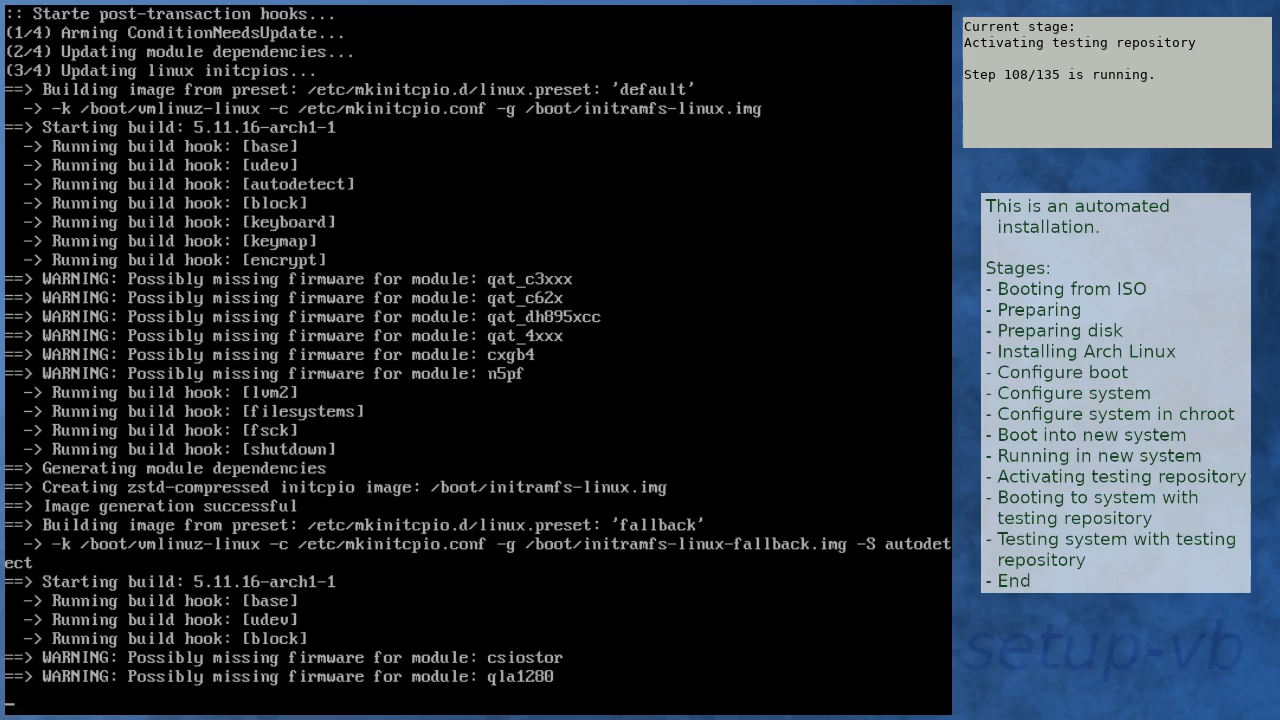 :: Starte post-transaction hooks...
(1/4) Arming ConditionNeedsUpdate...
(2/4) Updating module dependencies...
(3/4) Updating linux initcpios...
==> Building image from preset: /etc/mkinitcpio.d/linux.preset: 'default'
  -> -k /boot/vmlinuz-linux -c /etc/mkinitcpio.conf -g /boot/initramfs-linux.img
==> Starting build: 5.11.16-arch1-1
  -> Running build hook: [base]
  -> Running build hook: [udev]
  -> Running build hook: [autodetect]
  -> Running build hook: [block]
  -> Running build hook: [keyboard]
  -> Running build hook: [keymap]
  -> Running build hook: [encrypt]
==> WARNING: Possibly missing firmware for module: qat_c3xxx
==> WARNING: Possibly missing firmware for module: qat_c62x
==> WARNING: Possibly missing firmware for module: qat_dh895xcc
==> WARNING: Possibly missing firmware for module: qat_4xxx
==> WARNING: Possibly missing firmware for module: cxgb4
==> WARNING: Possibly missing firmware for module: n5pf
  -> Running build hook: [lvm2]
  -> Running build hook: [filesystems]
  -> Running build hook: [fsck]
  -> Running build hook: [shutdown]
==> Generating module dependencies
==> Creating zstd-compressed initcpio image: /boot/initramfs-linux.img
==> Image generation successful
==> Building image from preset: /etc/mkinitcpio.d/linux.preset: 'fallback'
  -> -k /boot/vmlinuz-linux -c /etc/mkinitcpio.conf -g /boot/initramfs-linux-fallback.img -S autodet
ect
==> Starting build: 5.11.16-arch1-1
  -> Running build hook: [base]
  -> Running build hook: [udev]
  -> Running build hook: [block]
==> WARNING: Possibly missing firmware for module: csiostor
==> WARNING: Possibly missing firmware for module: qla1280
Current stage:
Activating testing repository
Step 108/135 is running.
This is an automated
installation.
Stages:
- Booting from ISO
- Preparing
- Preparing disk
- Installing Arch Linux
- Configure boot
- Configure system
- Configure system in chroot
- Boot into new system
- Running in new system
- Activating testing repository
- Booting to system with
testing repository
- Testing system with testing
repository
- End
-setup-vb